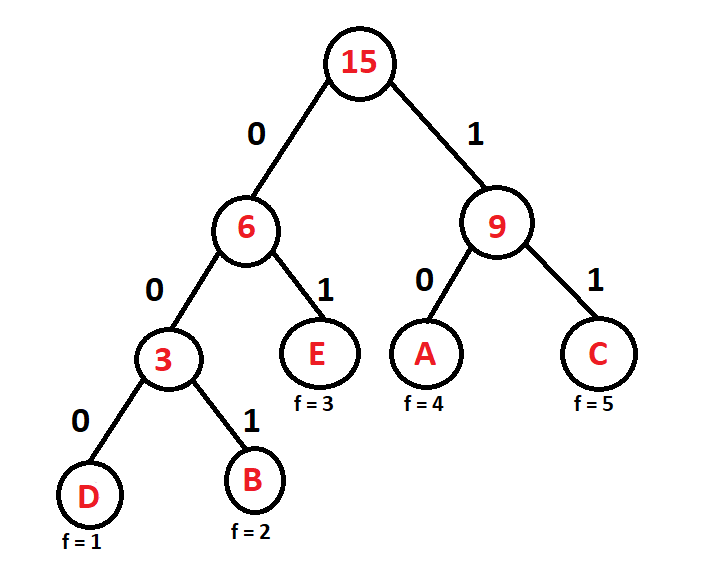 15
0 1
6 9
0 1 0 1
3 E A C
f = 3 f = 4 f = 5
0 1
D B
f = 1 f = 2